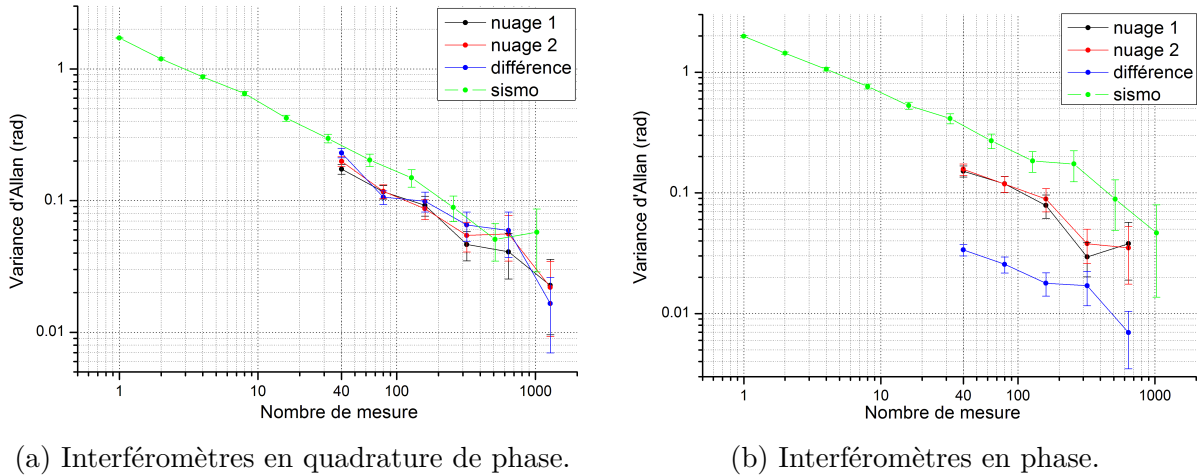 nuage 1
nuage 2
différence
sismo
1
0.1
0.01
Variance d'Allan (rad)
1
10
40
100
1000
Nombre de mesure
(a) Interféromètres en quadrature de phase.
nuage 1
nuage 2
différence
sismo
1
0.1
0.01
Variance d'Allan (rad)
1
10
40
100
1000
Nombre de mesure
(b) Interféromètres en phase.